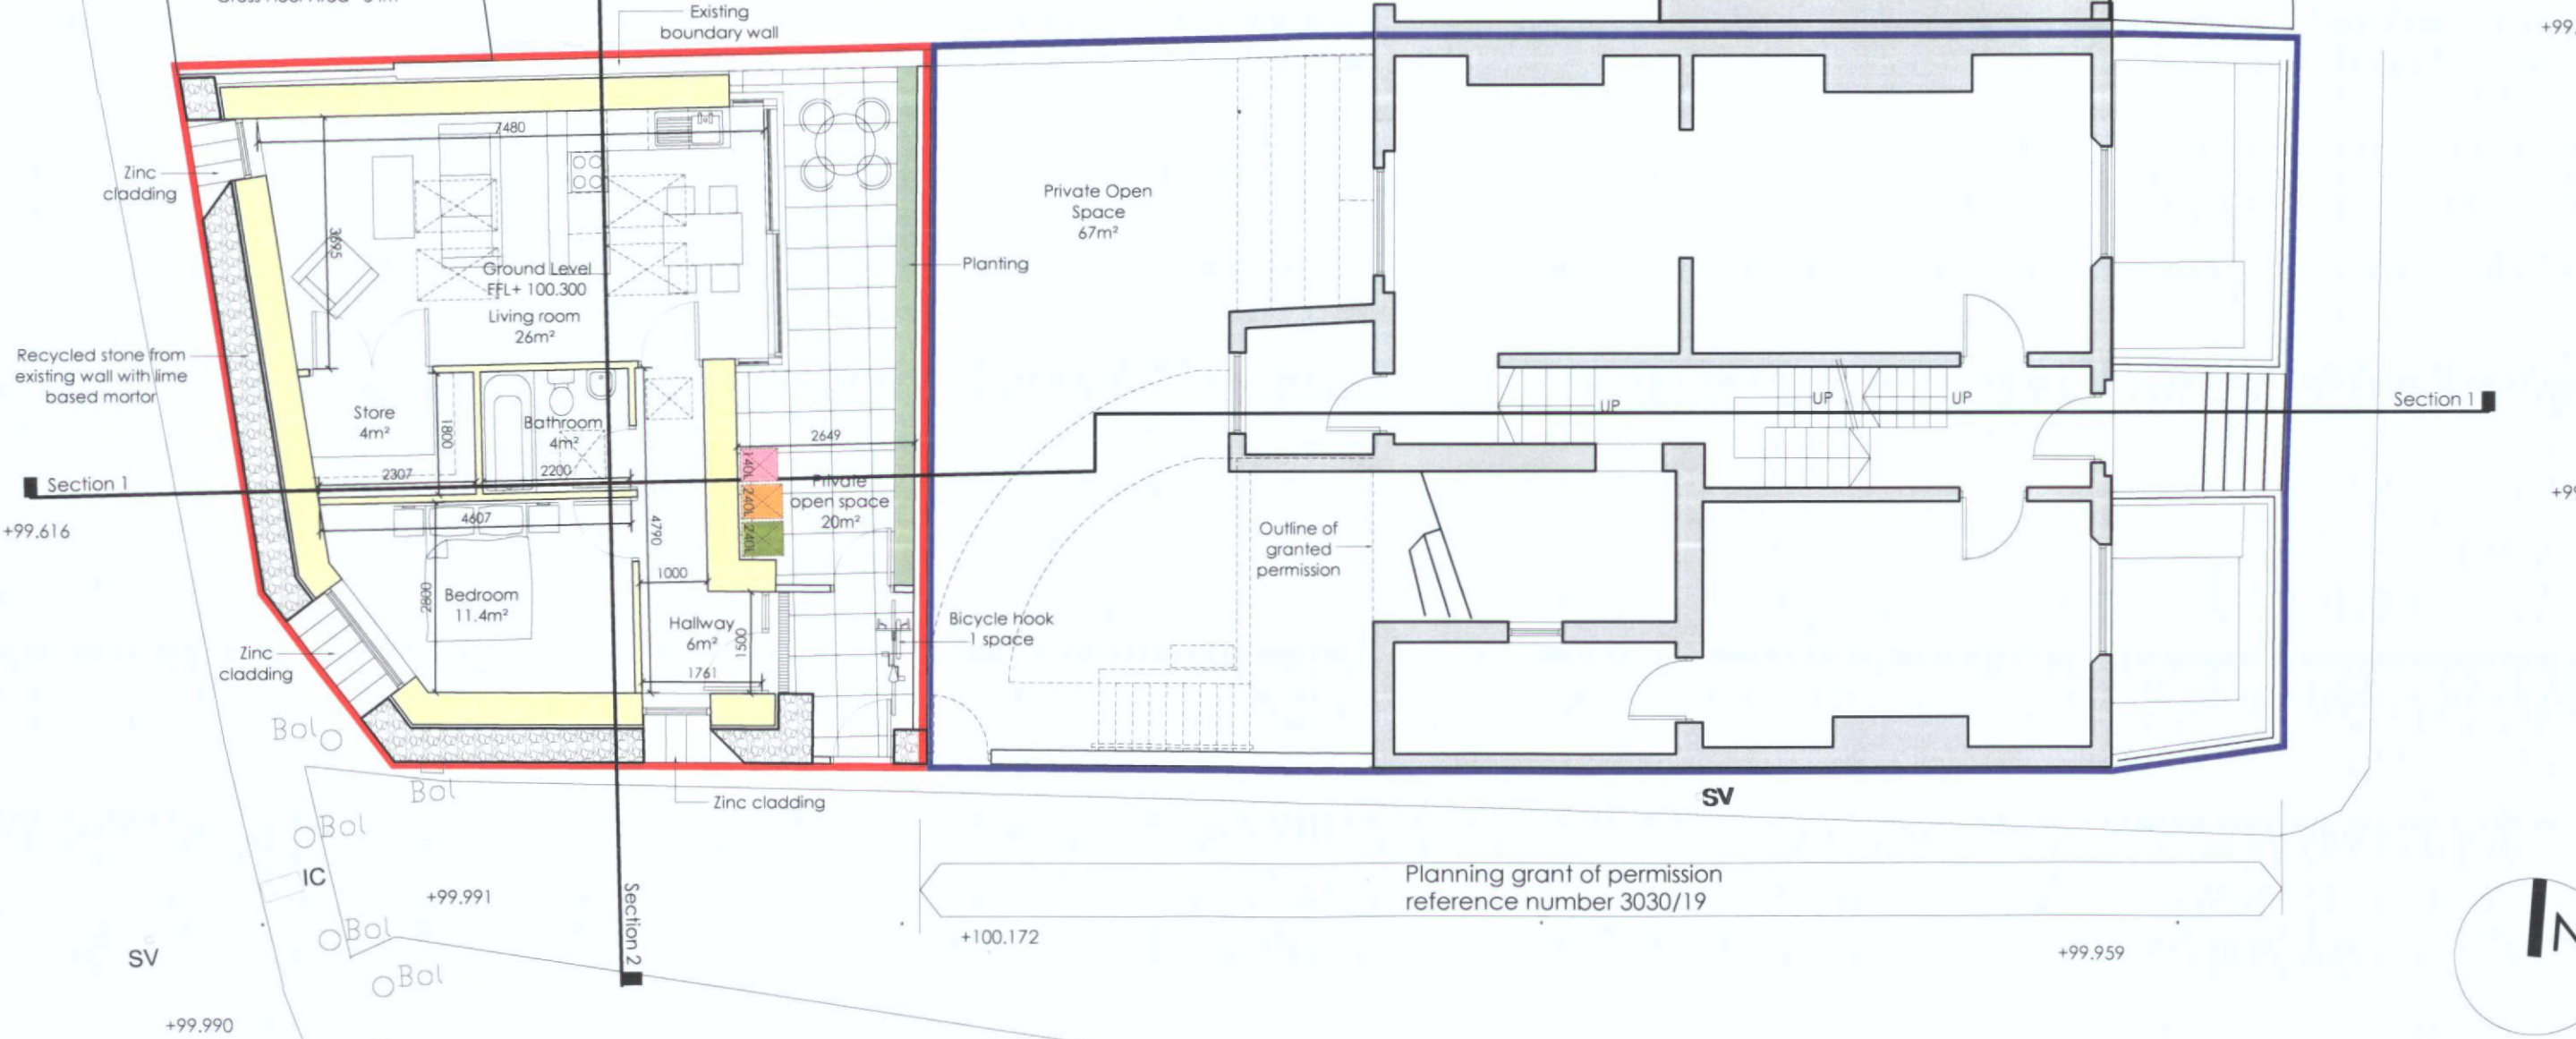 Existing
boundary wall
+99.
7480
Zinc
cladding
3695
Private Open
Space
67m²
Planting
Ground Level
FFL+ 100.300
Living room
26m²
Recycled stone from
existing wall with lime
based mortor
Store
4m²
1800
Bathroom
4m²
2649
UP
UP
UP
Section 1
Section 1
2307
2200
140L
240L
240L
Private
open space
20m²
+99.616
4607
4790
Outline of
granted
permission
1000
Bedroom
11.4m²
2800
Hallway
6m²
1500
1761
Bicycle hook
1 space
Zinc
cladding
Bol
Bol
Zinc cladding
SV
Bol
IC
+99.991
Section 2
Planning grant of permission
reference number 3030/19
Bol
+100.172
SV
+99.959
Bol
+99.990
N